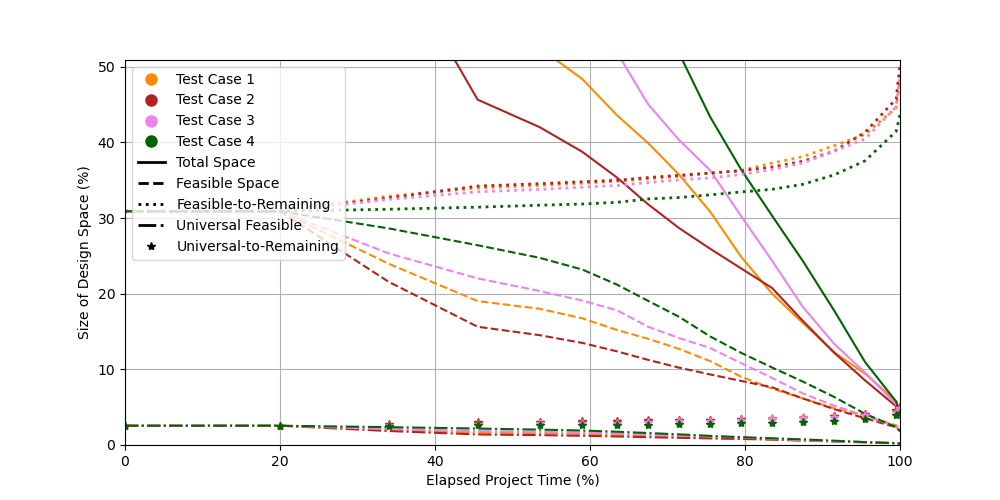 50
40
30
20
10
0
Size of Design Space (%)
Test Case 1
Test Case 2
Test Case 3
Test Case 4
Total Space
Feasible Space
Feasible-to-Remaining
Universal Feasible
Universal-to-Remaining
0 20 40 60 80 100
Elapsed Project Time (%)